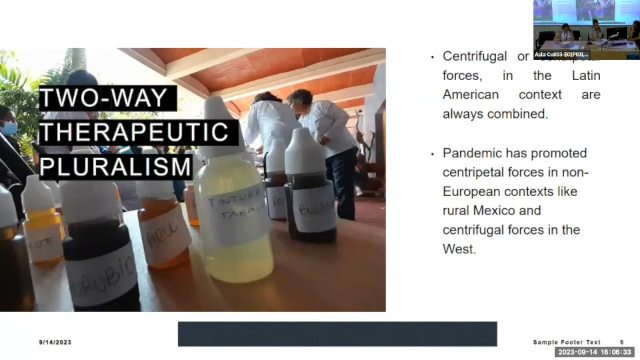 TWO-WAY
THERAPEUTIC
PLURALISM
TINTURA
RUBIO
• Centrifugal or
forces, in the Latin
American context are
always combined.
• Pandemic has promoted
centripetal forces in non-
European contexts like
rural Mexico and
centrifugal forces in the
West.
9/14/2023
Sample Footer Text
6
2023-09-14 16:06:33